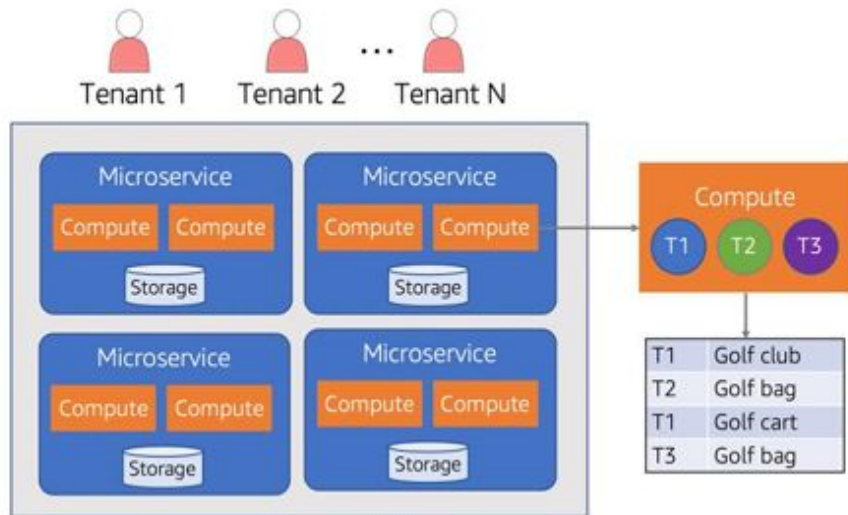 ...
Tenant 1 Tenant 2 Tenant N
Microservice
Compute Compute
Storage
Microservice
Compute Compute
Storage
Microservice
Compute Compute
Storage
Microservice
Compute Compute
Storage
Compute
T1 T2 T3
T1 Golf club
T2 Golf bag
T1 Golf cart
T3 Golf bag